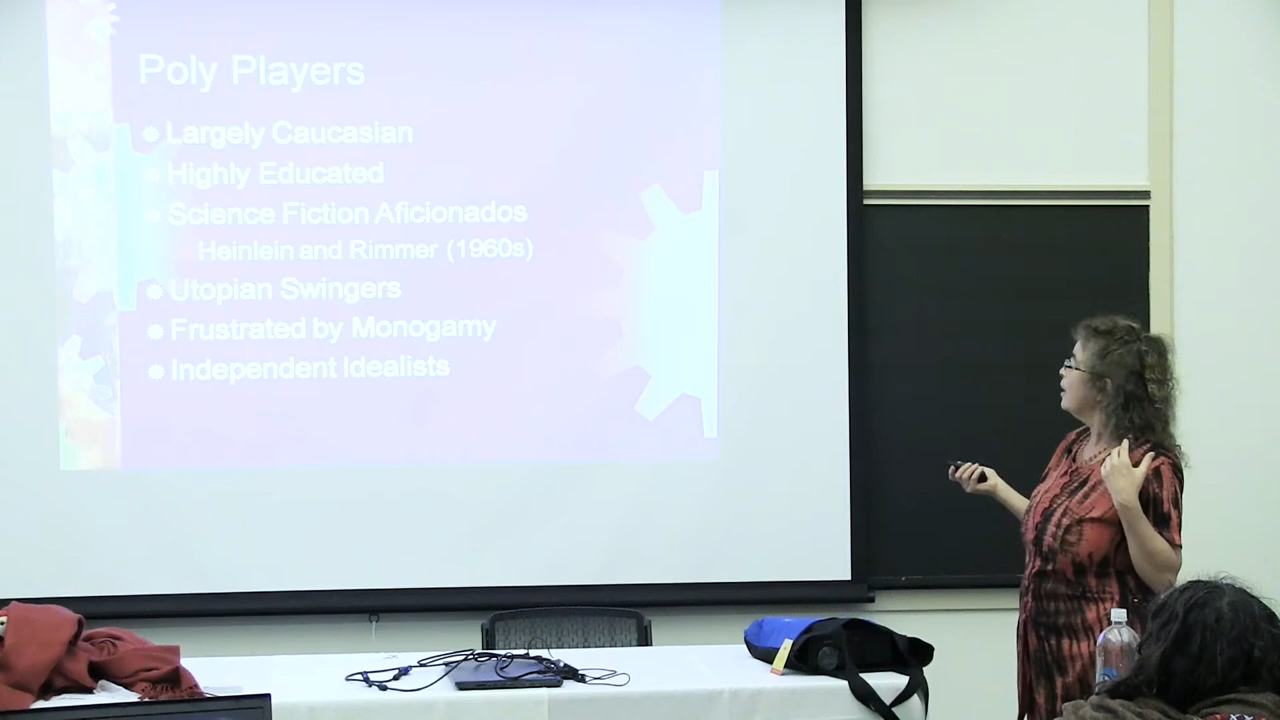 Poly Players
Largely Caucasian
Highly Educated
Science Fiction Aficionados
Heinlein and Rimmer (1960s)
Utopian Swingers
Frustrated by Monogamy
Independent Idealists